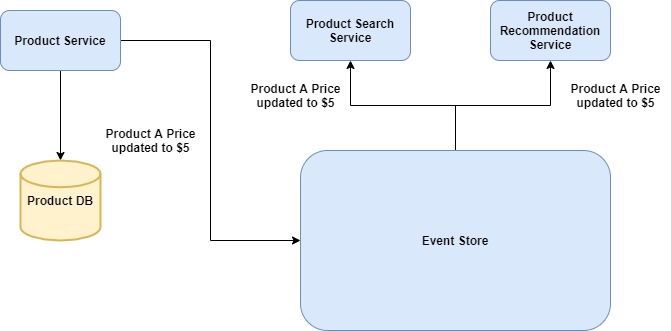 Product Service
Product Search
Service
Product
Recommendation
Service
Product A Price
updated to $5
Product A Price
updated to $5
Product A Price
updated to $5
Product DB
Event Store